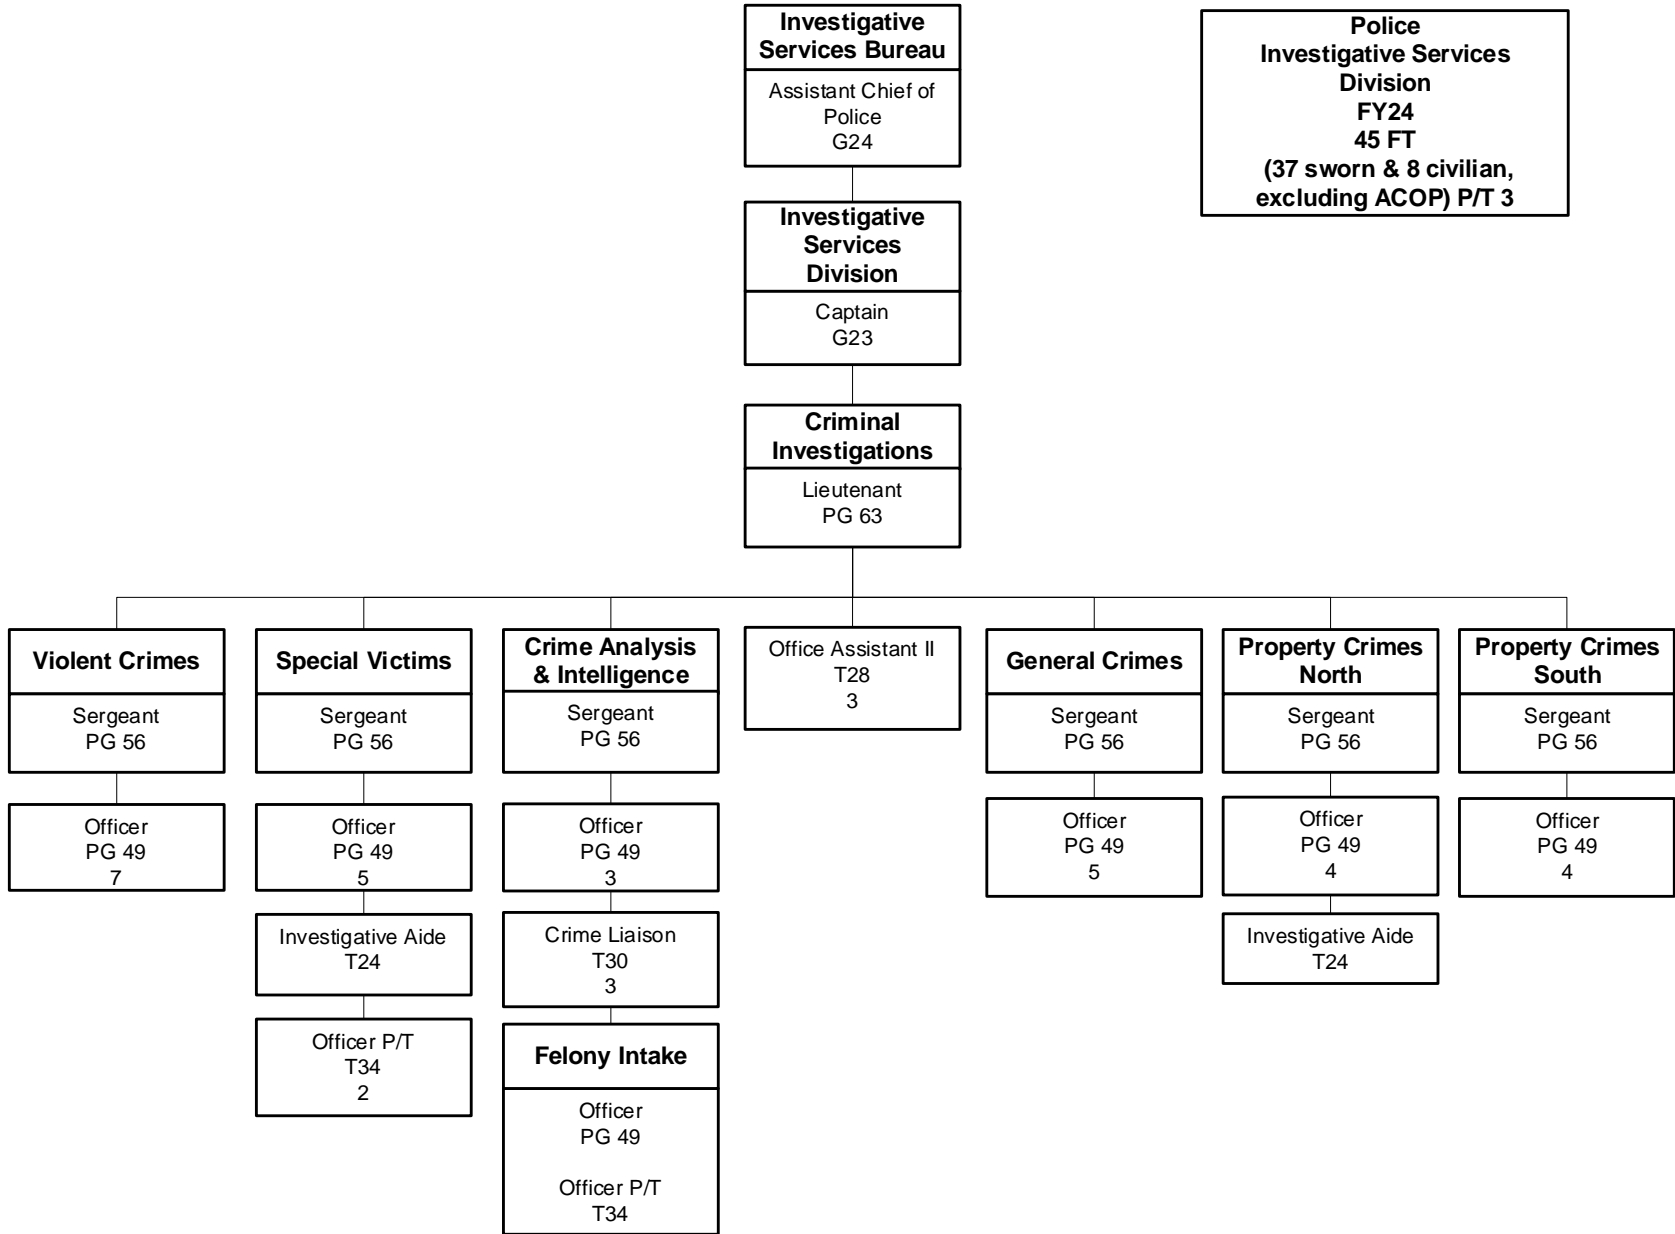 Investigative
Services Bureau
Assistant Chief of
Police
G24
Police
Investigative Services
Division
FY24
45 FT
(37 sworn & 8 civilian,
excluding ACOP) P/T 3
Investigative
Services
Division
Captain
G23
Criminal
Investigations
Lieutenant
PG 63
Violent Crimes
Sergeant
PG 56
Officer
PG 49
7
Special Victims
Sergeant
PG 56
Officer
PG 49
5
Investigative Aide
T24
Officer P/T
T34
2
Crime Analysis
& Intelligence
Sergeant
PG 56
Officer
PG 49
3
Crime Liaison
T30
3
Felony Intake
Officer
PG 49
Officer P/T
T34
Office Assistant II
T28
3
General Crimes
Sergeant
PG 56
Officer
PG 49
5
Property Crimes
North
Sergeant
PG 56
Officer
PG 49
4
Investigative Aide
T24
Property Crimes
South
Sergeant
PG 56
Officer
PG 49
4